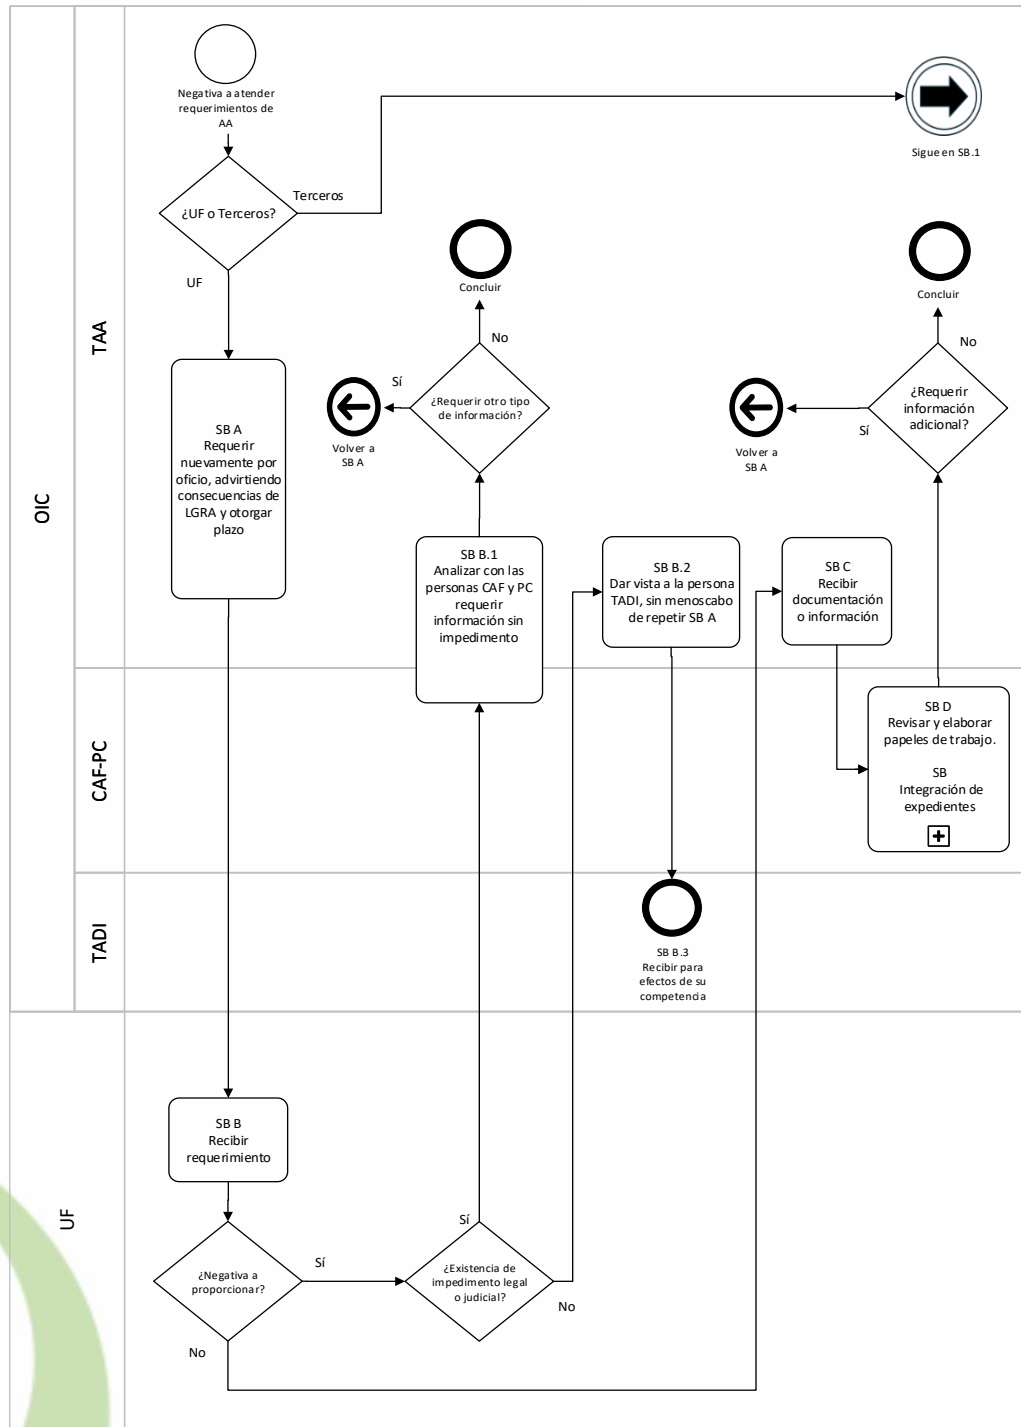 OIC
TAA
CAF-PC
TADI
UF
Negativa a atender
requerimientos de
AA
¿UF o Terceros?
Terceros
UF
Sigue en SB.1
SB A
Requerir
nuevamente por
oficio, advirtiendo
consecuencias de
LGRA y otorgar
plazo
Concluir
No
¿Requerir otro tipo
de información?
Sí
Volver a
SB A
SB B.1
Analizar con las
personas CAF y PC
requerir
información sin
impedimento
SB B.2
Dar vista a la persona
TADI, sin menoscabo
de repetir SB A
SB B.3
Recibir para
efectos de su
competencia
Concluir
No
¿Requerir
información
adicional?
Sí
Volver a
SB A
SB C
Recibir
documentación
o información
SB D
Revisar y elaborar
papeles de trabajo.
SB
Integración de
expedientes
SB B
Recibir
requerimiento
¿Negativa a
proporcionar?
Sí
No
¿Existencia de
impedimento legal
o judicial?
Sí
No